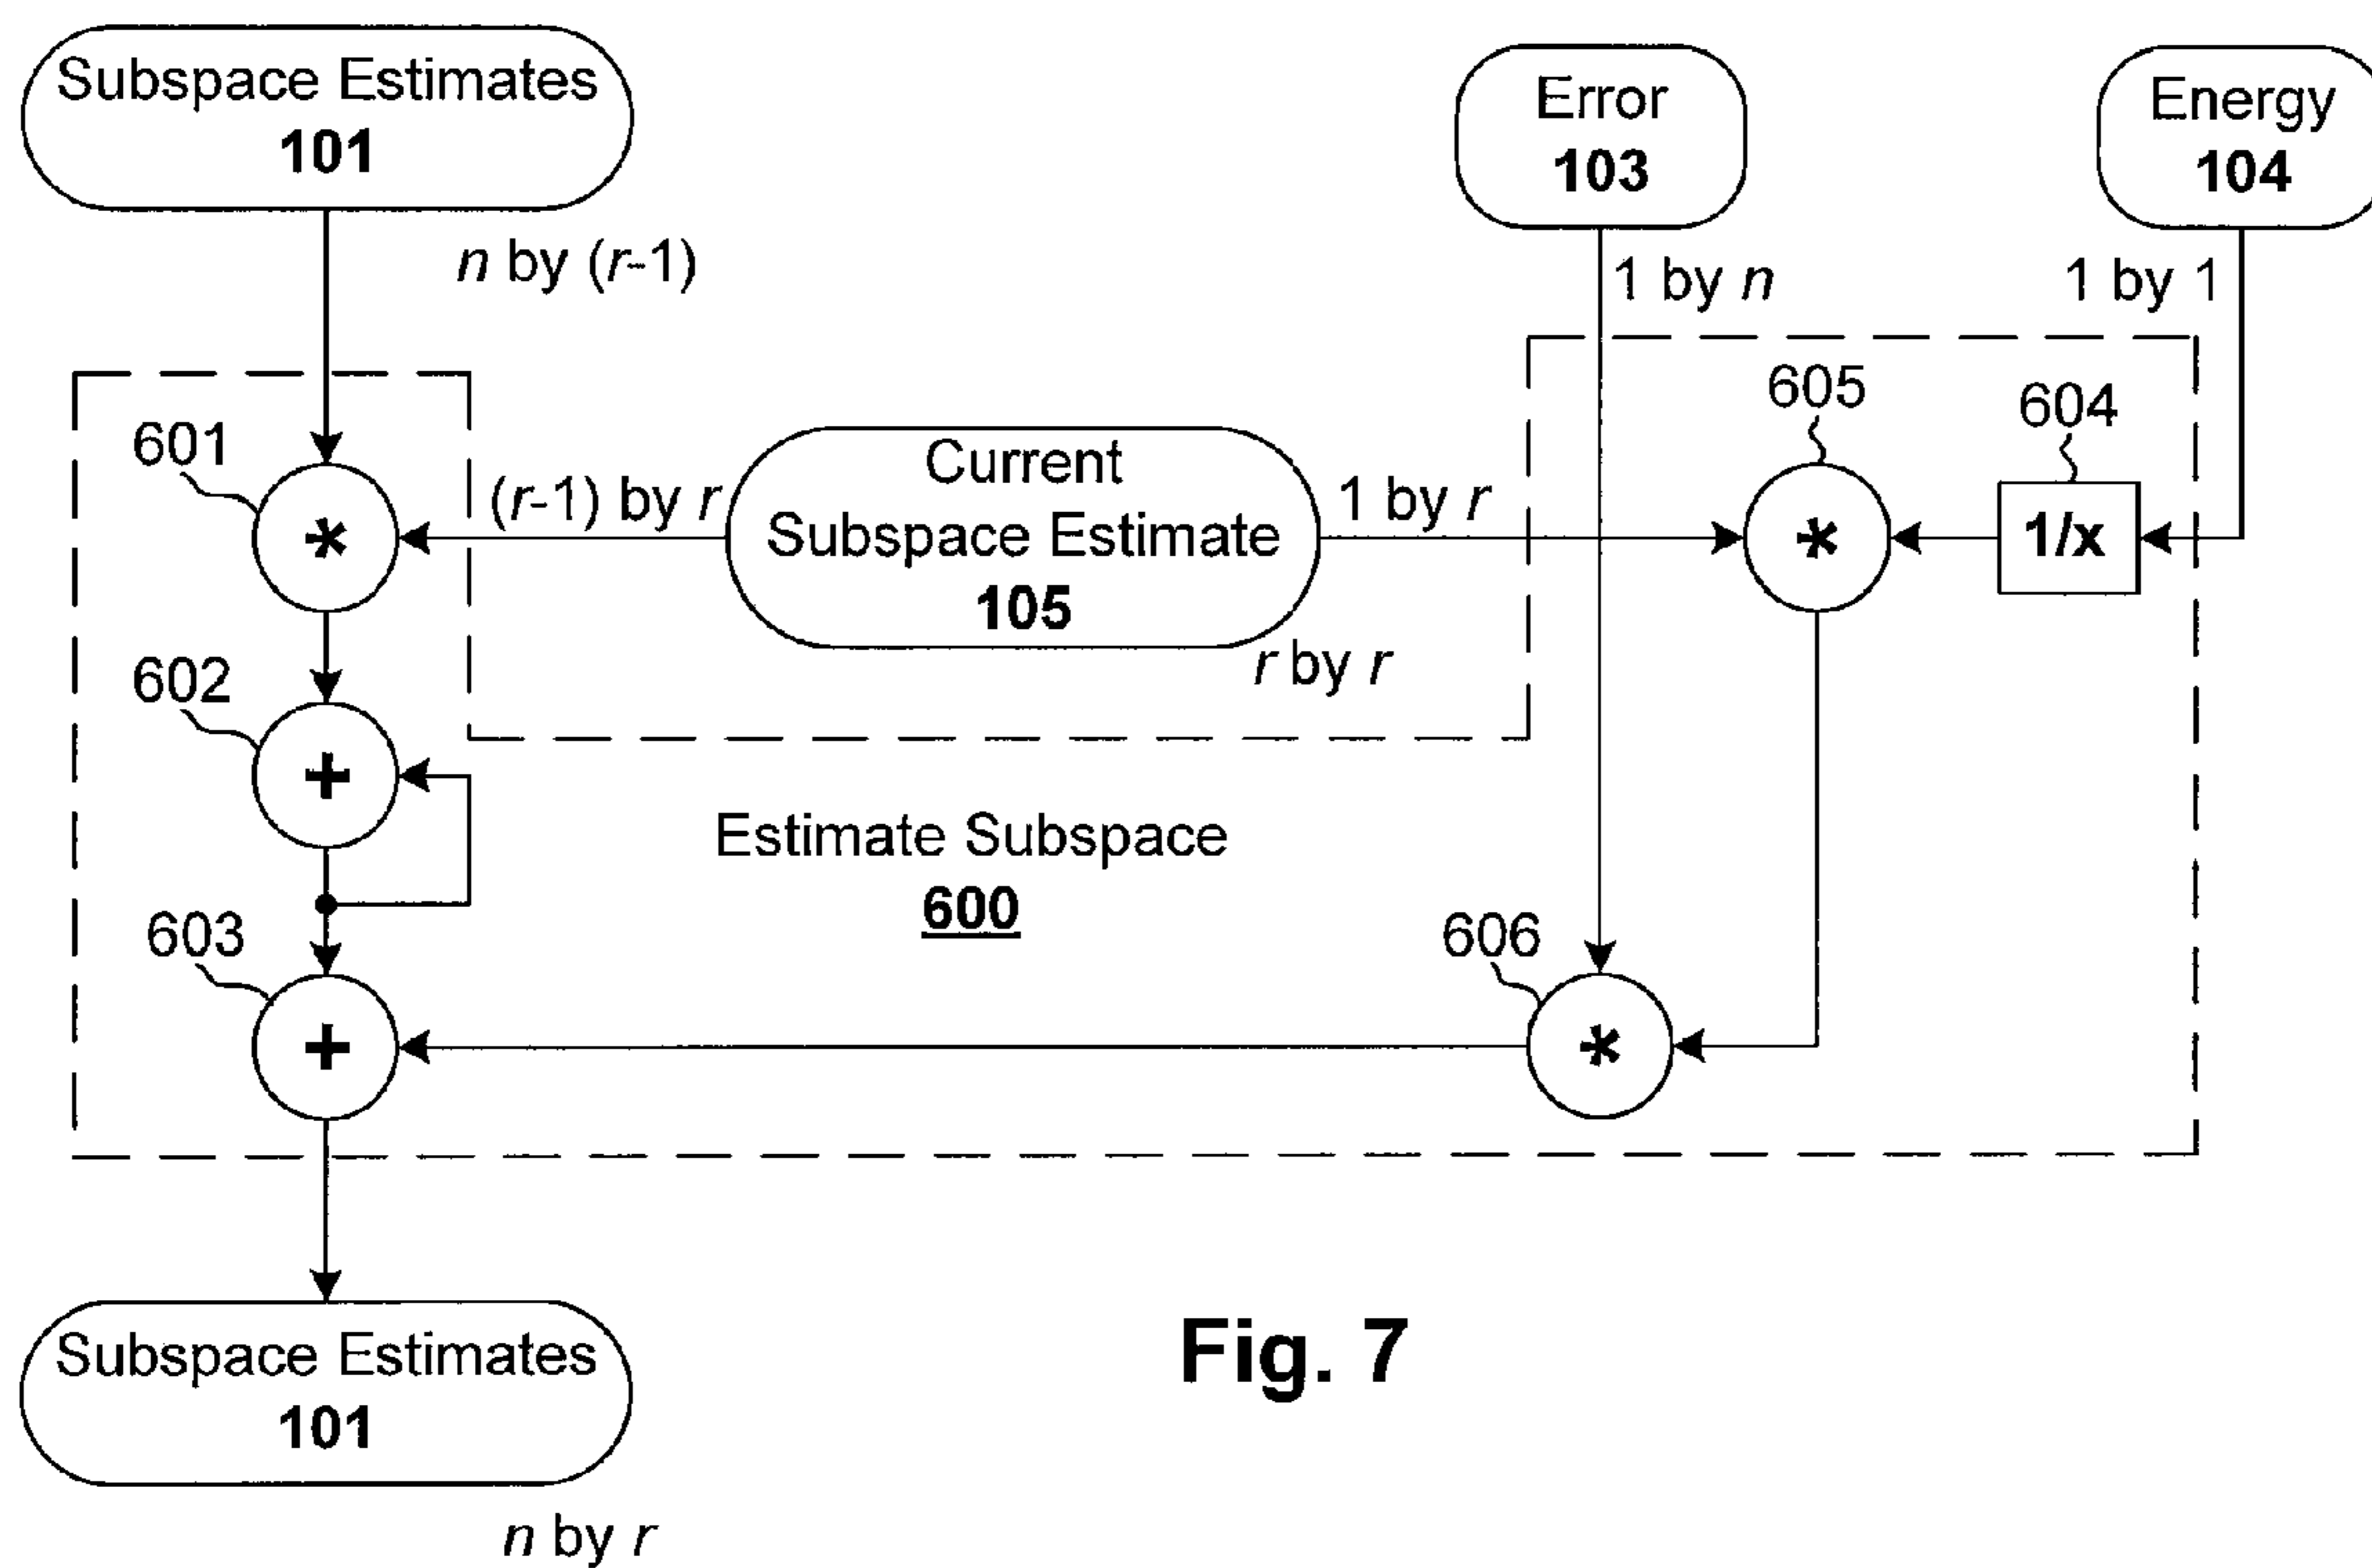 Subspace Estimates
101
Error
103
Energy
104
n by (r-1)
1 by n
1 by 1
605
604
601
(r-1) by r
Current
Subspace Estimate
105
1 by r
*
*
1/x
r by r
602
+
Estimate Subspace
600
603
606
+
*
Subspace Estimates
101
n by r
Fig. 7